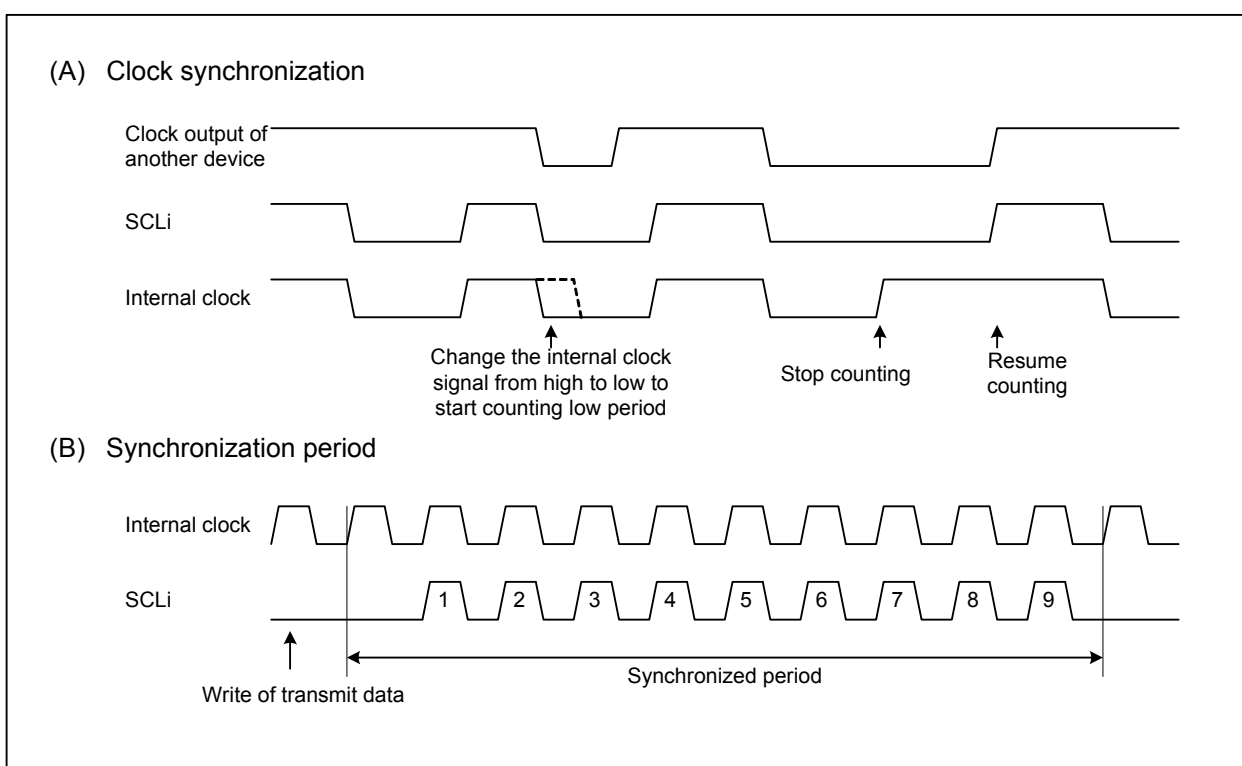 (A) Clock synchronization
Clock output of
another device
SCLi
Internal clock
Change the internal clock
signal from high to low to
start counting low period
Stop counting
Resume
counting
(B) Synchronization period
Internal clock
SCLi
1 2 3 4 5 6 7 8 9
Synchronized period
Write of transmit data